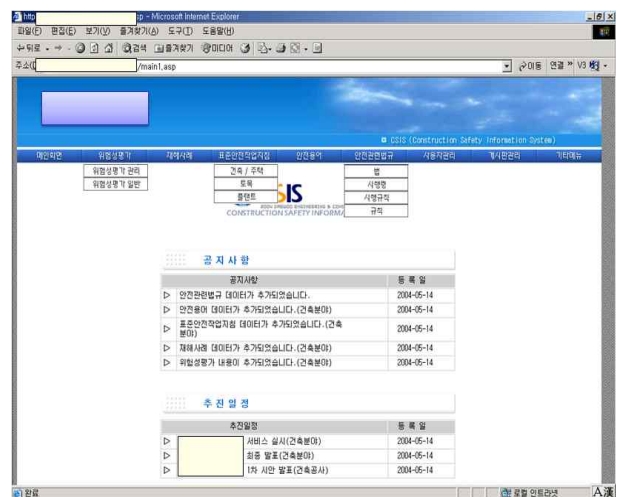 http sp - Microsoft Internet Explorer
파일(F) 편집(E) 보기(V) 즐겨찾기(A) 도구(T) 도움말(H)
뒤로 검색 즐겨찾기 미디어
주소(D /main1.asp 이동 연결 » V3
CSIS (Construction Safety Information System)
메인화면 위험성평가 재해사례 표준안전작업지침 안전용어 안전관련법규 사용자관리 게시판관리 기타메뉴
위험성평가 관리 건축 / 주택 법
위험성평가 일반 토목 시행령
플랜트 SIS 시행규칙
CONSTRUCTION SAFETY INFORMA 규칙
공 지 사 항
공지사항 등 록 일
▷ 안전관련법규 데이터가 추가되었습니다. 2004-05-14
▷ 안전용어 데이터가 추가되었습니다.(건축분야) 2004-05-14
▷ 표준안전작업지침 데이터가 추가되었습니다.(건축
분야) 2004-05-14
▷ 재해사례 데이터가 추가되었습니다.(건축분야) 2004-05-14
▷ 위험성평가 내용이 추가되었습니다.(건축분야) 2004-05-14
추 진 일 정
추진일정 등 록 일
▷ 서비스 실시(건축분야) 2004-05-14
▷ 최종 발표(건축분야) 2004-05-14
▷ 1차 시안 발표(건축공사) 2004-05-14
완료 로컬 인트라넷 A漢